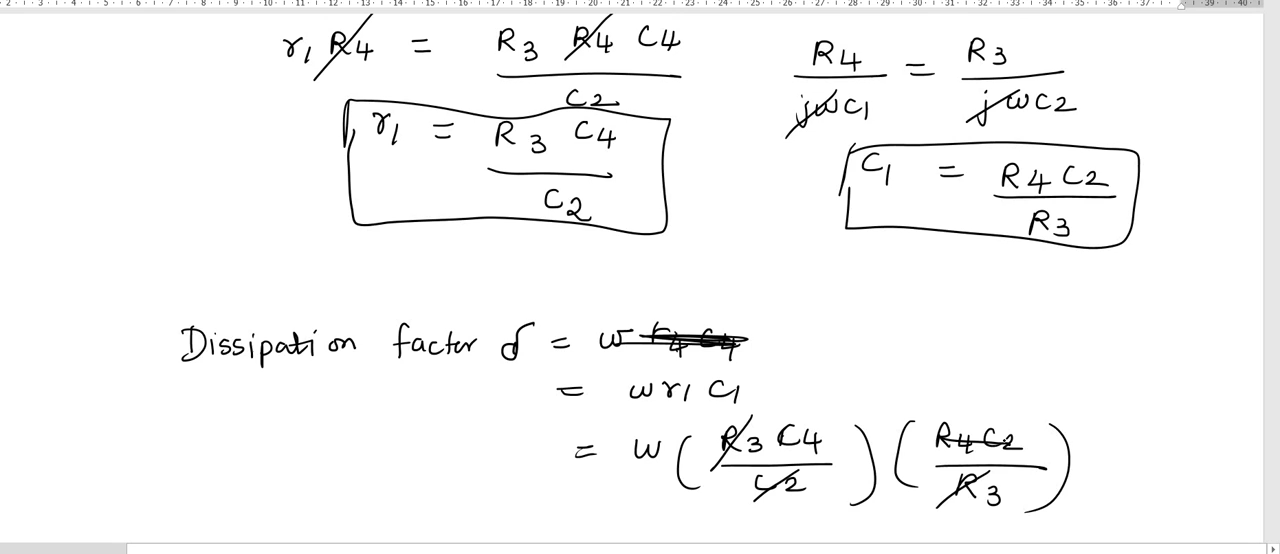 r₁ R4 = R3 R4 C4 / C2
R4 / jωC1 = R3 / jωC2
r₁ = R3 C4 / C2
C₁ = R4 C2 / R3
Dissipation factor δ = ω r4 C4
= ω r₁ C₁
= ω ( R3 C4 / C2 ) ( R4 C2 / R3 )